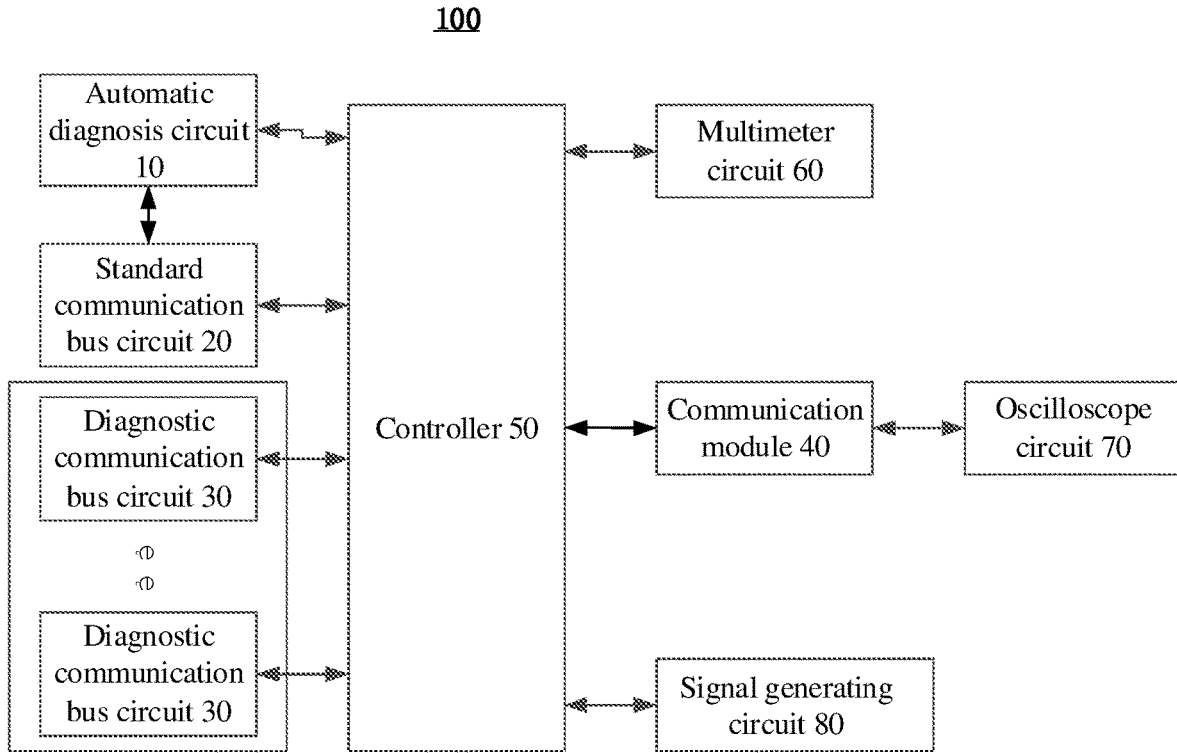 100
Automatic
diagnosis circuit
10
Standard
communication
bus circuit 20
Diagnostic
communication
bus circuit 30
Diagnostic
communication
bus circuit 30
Controller 50
Multimeter
circuit 60
Communication
module 40
Oscilloscope
circuit 70
Signal generating
circuit 80